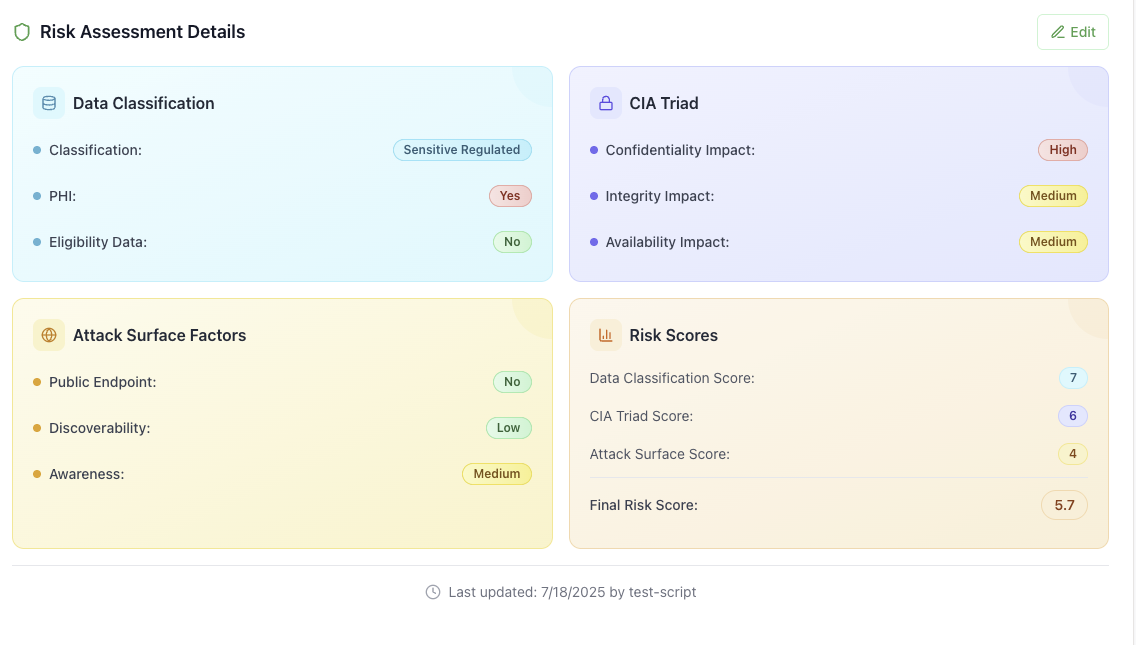 Risk Assessment Details
Edit
Data Classification
Classification: Sensitive Regulated
PHI: Yes
Eligibility Data: No
CIA Triad
Confidentiality Impact: High
Integrity Impact: Medium
Availability Impact: Medium
Attack Surface Factors
Public Endpoint: No
Discoverability: Low
Awareness: Medium
Risk Scores
Data Classification Score: 7
CIA Triad Score: 6
Attack Surface Score: 4
Final Risk Score: 5.7
Last updated: 7/18/2025 by test-script